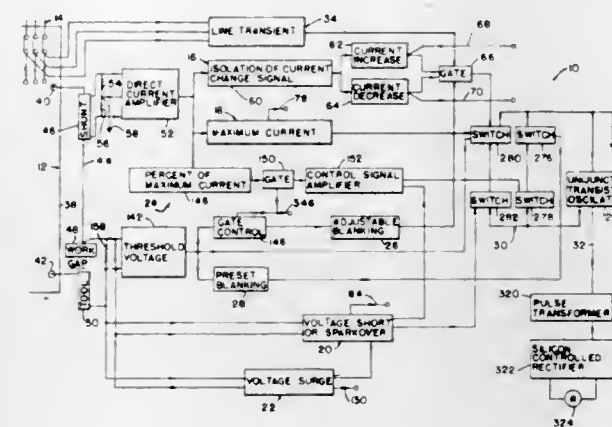 14
LINE TRANSIENT
34
62
CURRENT
INCREASE
68
66
10
40
54
DIRECT
CURRENT
AMPLIFIER
16
ISOLATION OF CURRENT
CHANGE SIGNAL
GATE
46
SHUNT
56
58
52
60
64
CURRENT
DECREASE
70
78
18
MAXIMUM CURRENT
SWITCH
SWITCH
280
276
12
44
PERCENT OF
MAXIMUM CURRENT
150
GATE
152
CONTROL SIGNAL
AMPLIFIER
UNIJUNCT
TRANSIST
OSCILAT
24
146
346
38
158
142
SWITCH
SWITCH
282
278
30
32
48
WORK
THRESHOLD
VOLTAGE
GATE
CONTROL
148
ADJUSTABLE
BLANKING
26
42
GAP
TOOL
50
PRESET
BLANKING
28
84
320
PULSE
TRANSFORMER
VOLTAGE SHORT
OR SPARKOVER
20
SILICON
CONTROLLED
RECTIFIER
322
VOLTAGE SURGE
22
130
324